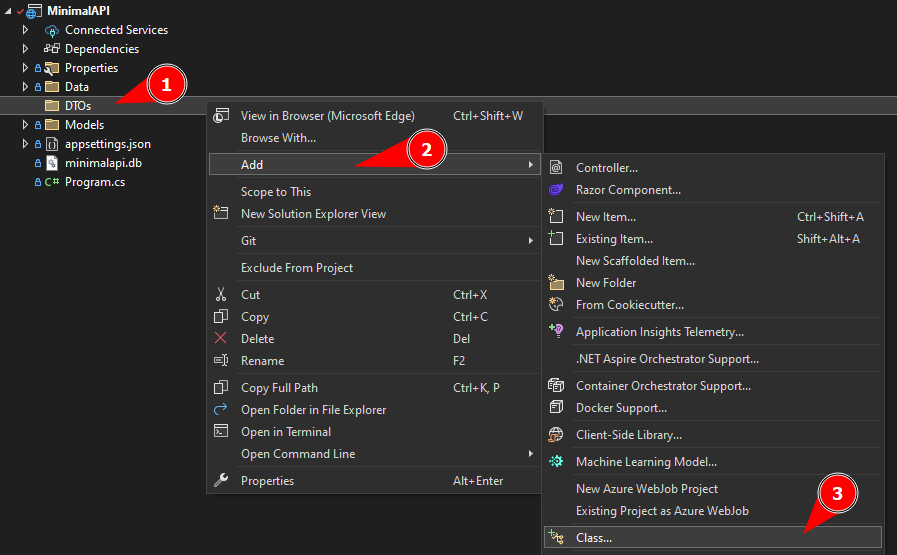 MinimalAPI
Connected Services
Dependencies
Properties
Data
1
DTOs
Models
appsettings.json
minimalapi.db
C# Program.cs
View in Browser (Microsoft Edge) Ctrl+Shift+W
Browse With...
2
Add
Scope to This
New Solution Explorer View
Git
Exclude From Project
Cut Ctrl+X
Copy Ctrl+C
Delete Del
Rename F2
Copy Full Path Ctrl+K, P
Open Folder in File Explorer
Open in Terminal
Open Command Line
Properties Alt+Enter
Controller...
Razor Component...
New Item... Ctrl+Shift+A
Existing Item... Shift+Alt+A
New Scaffolded Item...
New Folder
From Cookiecutter...
Application Insights Telemetry...
.NET Aspire Orchestrator Support...
Container Orchestrator Support...
Docker Support...
Client-Side Library...
Machine Learning Model...
New Azure WebJob Project
Existing Project as Azure WebJob
3
Class...